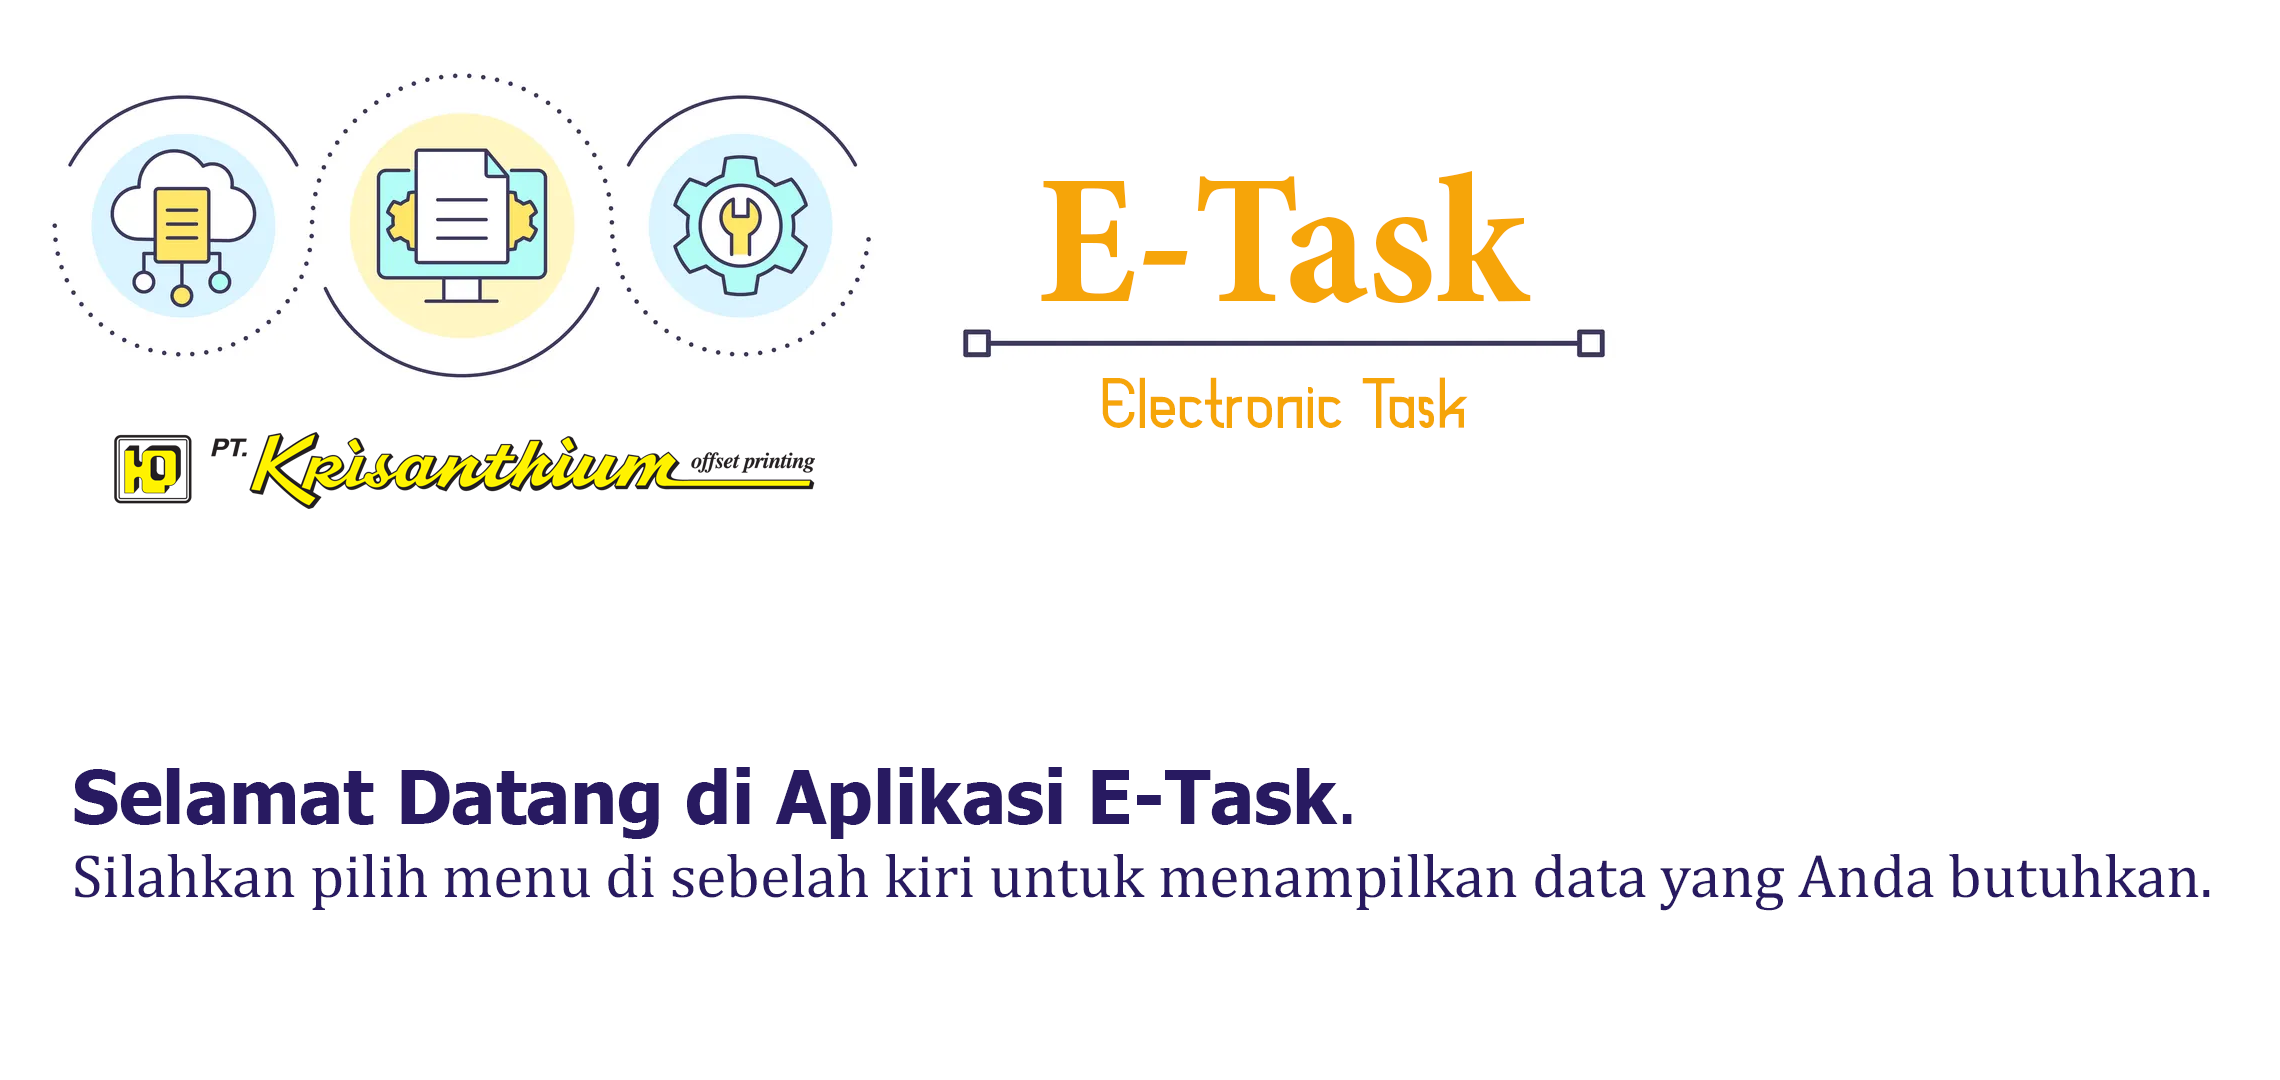 E-Task
Electronic Task
PT. Krisanthium offset printing
Selamat Datang di Aplikasi E-Task.
Silahkan pilih menu di sebelah kiri untuk menampilkan data yang Anda butuhkan.